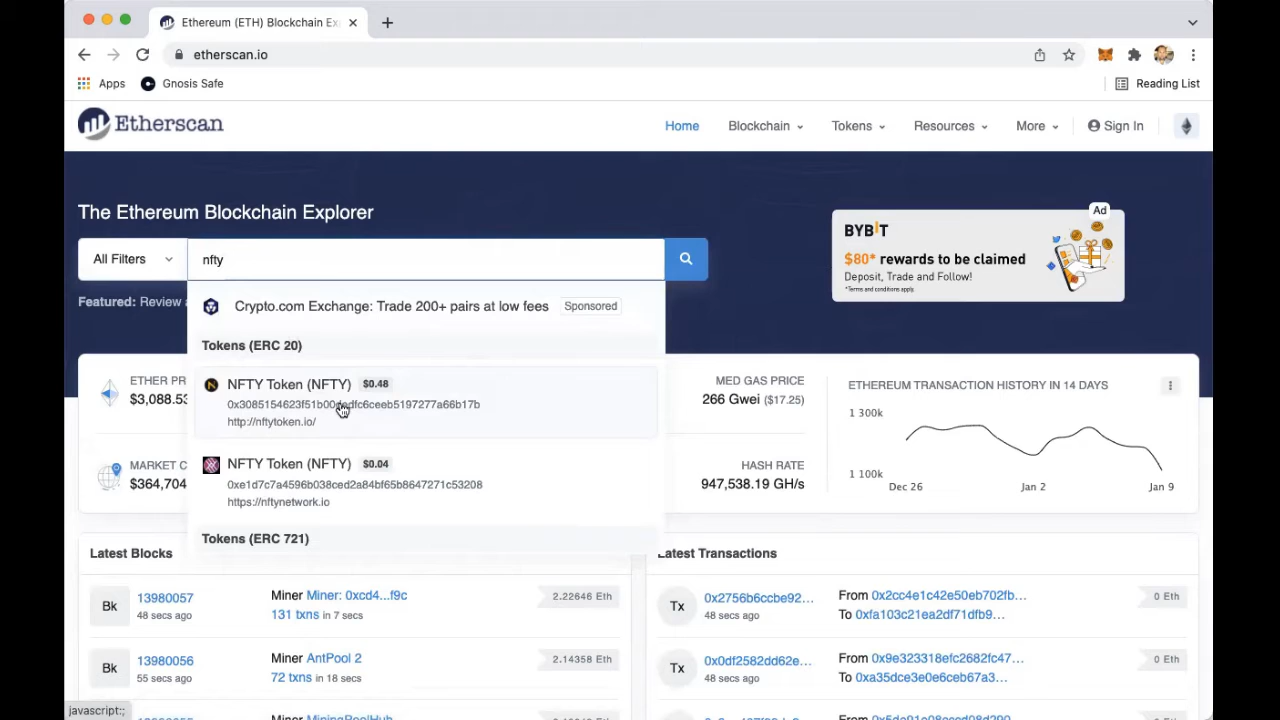 Ethereum (ETH) Blockchain Ex
etherscan.io
Apps
Gnosis Safe
Reading List
Etherscan
Home
Blockchain
Tokens
Resources
More
Sign In
The Ethereum Blockchain Explorer
All Filters
nfty
Featured: Review
Crypto.com Exchange: Trade 200+ pairs at low fees
Sponsored
Tokens (ERC 20)
NFTY Token (NFTY) $0.48
http://nftytoken.io/
NFTY Token (NFTY) $0.04
0xe1d7c7a4596b038ced2a84bf65b8647271c53208
https://nftynetwork.io
Tokens (ERC 721)
Ad
BYBIT
$80* rewards to be claimed
Deposit, Trade and Follow!
*Terms and conditions apply.
ETHER PR
$3,088.53
MARKET C
$364,704
MED GAS PRICE
266 Gwei ($17.25)
HASH RATE
947,538.19 GH/s
ETHEREUM TRANSACTION HISTORY IN 14 DAYS
1 300k
1 100k
Dec 26
Jan 2
Jan 9
Latest Blocks
Bk
13980057
48 secs ago
Miner Miner: 0xcd4...f9c
131 txns in 7 secs
2.22646 Eth
Bk
13980056
55 secs ago
Miner AntPool 2
72 txns in 18 secs
2.14358 Eth
Latest Transactions
Tx
0x2756b6ccbe92...
48 secs ago
From 0x2cc4e1c42e50eb702fb...
To 0xfa103c21ea2df71dfb9...
0 Eth
Tx
0x0df2582dd62e...
48 secs ago
From 0x9e323318efc2682fc47...
To 0xa35dce3e0e6ceb67a3...
0 Eth
javascript:;